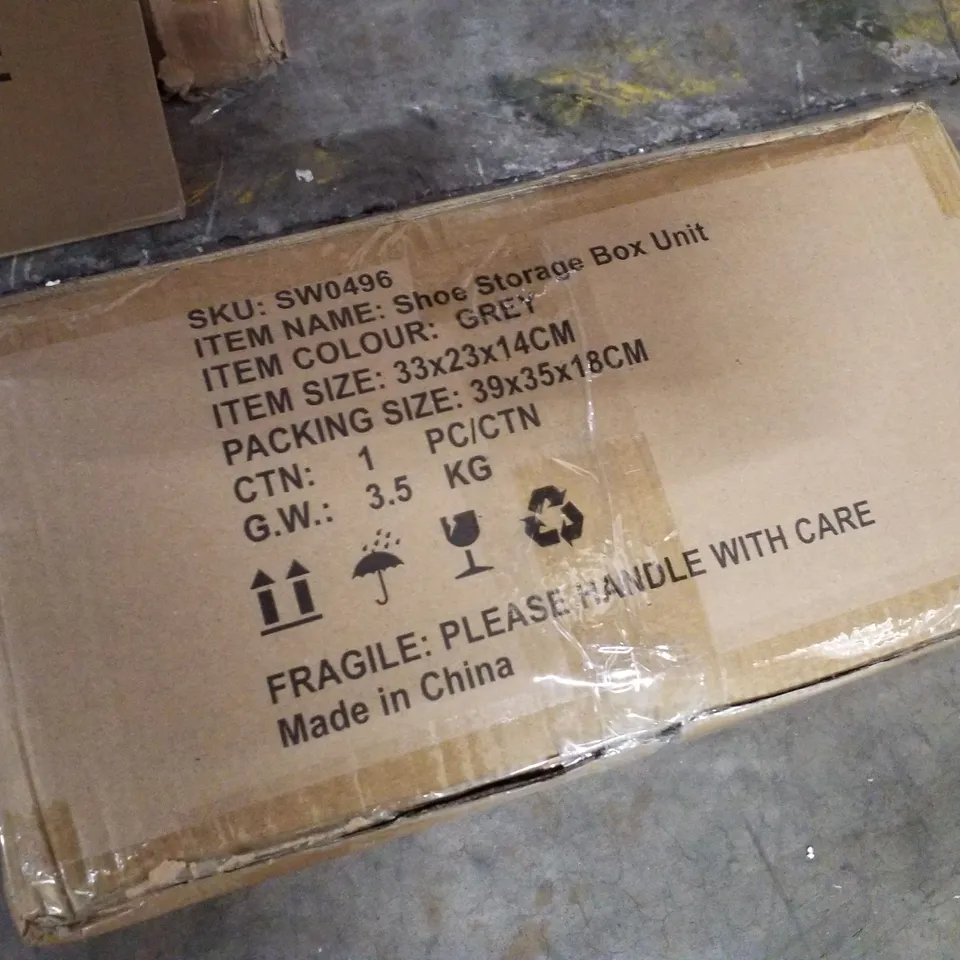 SKU: SW0496
ITEM NAME: Shoe Storage Box Unit
ITEM COLOUR: GREY
ITEM SIZE: 33x23x14CM
PACKING SIZE: 39x35x18CM
CTN: 1 PC/CTN
G.W.: 3.5 KG
FRAGILE: PLEASE HANDLE WITH CARE
Made in China